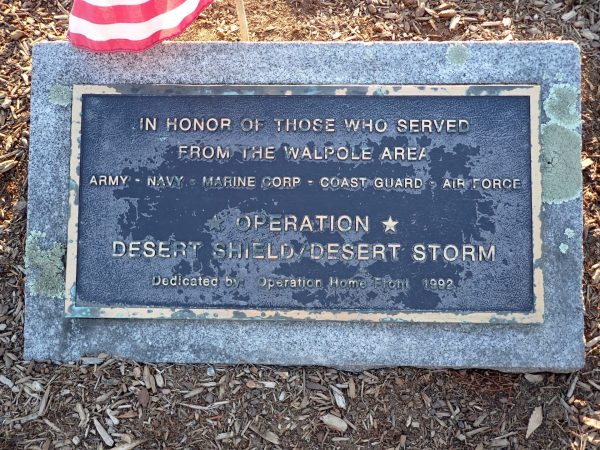 IN HONOR OF THOSE WHO SERVED
FROM THE WALPOLE AREA
ARMY - NAVY - MARINE CORP - COAST GUARD - AIR FORCE
★ OPERATION ★
DESERT SHIELD/DESERT STORM
Dedicated by: Operation Home Front 1992